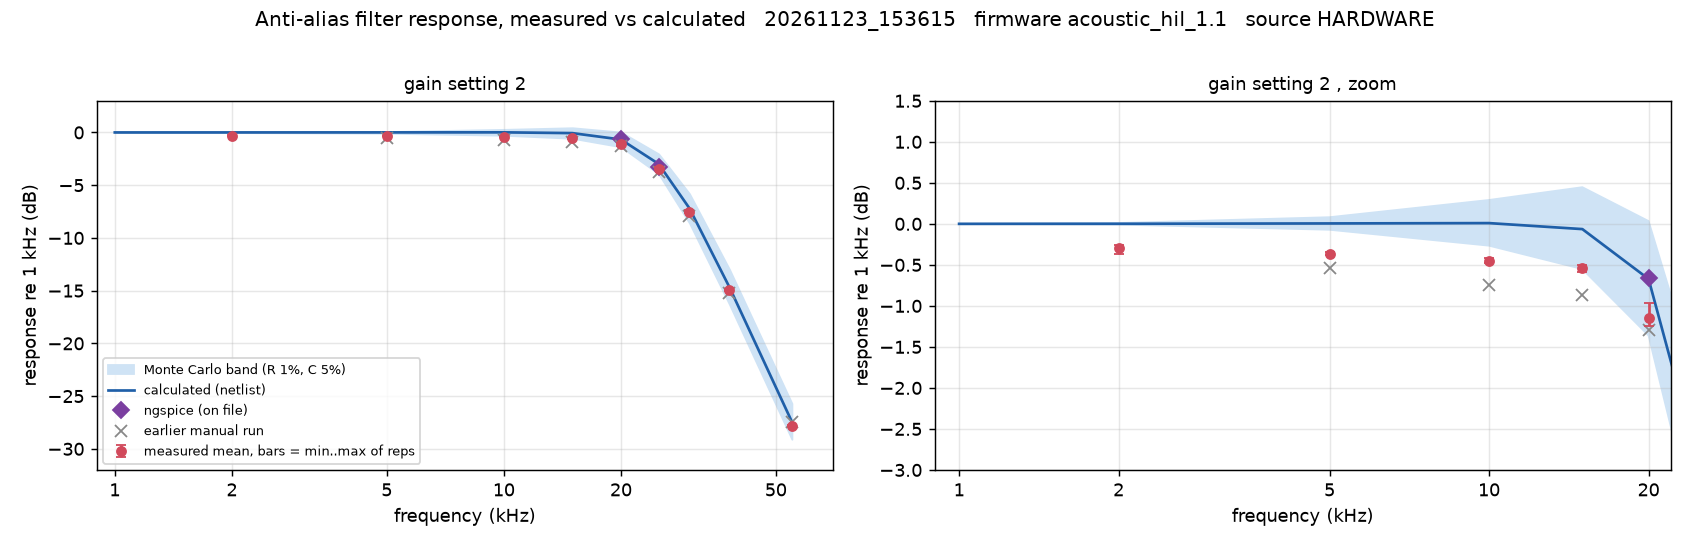 Anti-alias filter response, measured vs calculated   20261123_153615   firmware acoustic_hil_1.1   source HARDWARE
gain setting 2
0
−5
−10
−15
−20
−25
−30
response re 1 kHz (dB)
Monte Carlo band (R 1%, C 5%)
calculated (netlist)
ngspice (on file)
earlier manual run
measured mean, bars = min..max of reps
1
2
5
10
20
50
frequency (kHz)
gain setting 2 , zoom
1.5
1.0
0.5
0.0
−0.5
−1.0
−1.5
−2.0
−2.5
−3.0
response re 1 kHz (dB)
1
2
5
10
20
frequency (kHz)